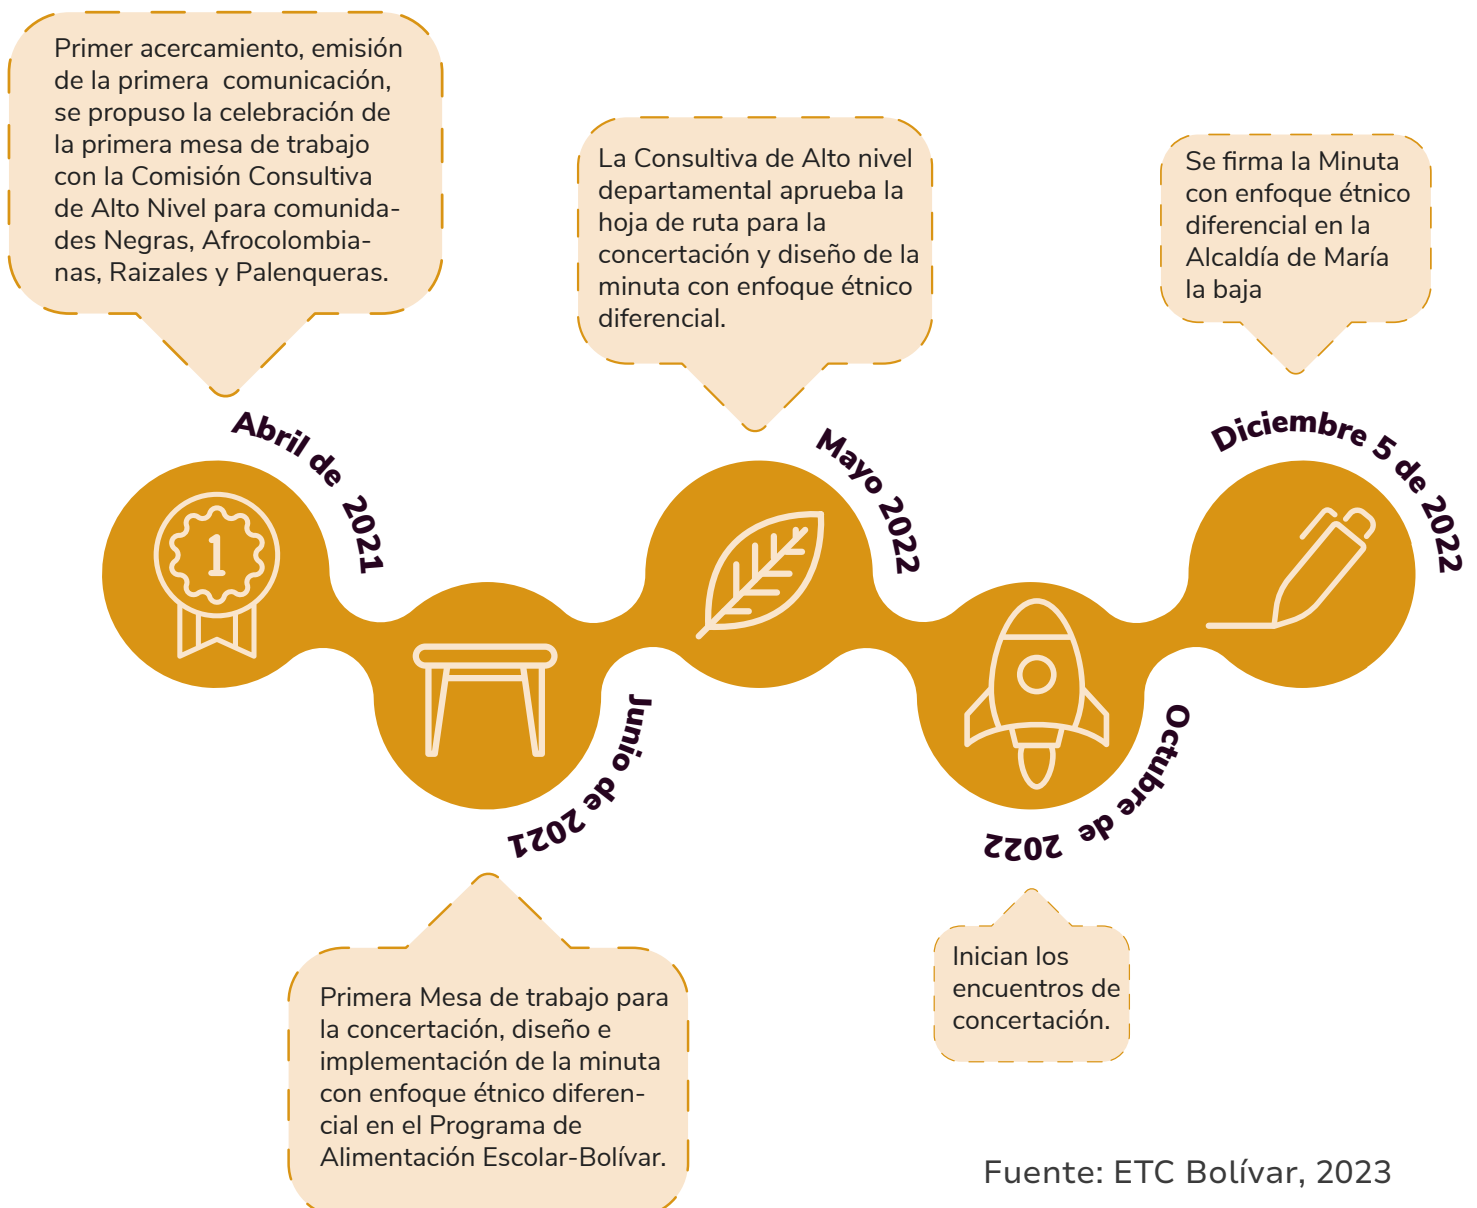 Primer acercamiento, emisión
de la primera comunicación,
se propuso la celebración de
la primera mesa de trabajo
con la Comisión Consultiva
de Alto Nivel para comunida-
des Negras, Afrocolombia-
nas, Raizales y Palenqueras.
Abril de 2021
1
Primera Mesa de trabajo para
la concertación, diseño e
implementación de la minuta
con enfoque étnico diferen-
cial en el Programa de
Alimentación Escolar-Bolívar.
Junio de 2021
La Consultiva de Alto nivel
departamental aprueba la
hoja de ruta para la
concertación y diseño de la
minuta con enfoque étnico
diferencial.
Mayo 2022
Octubre de 2022
Inician los
encuentros de
concertación.
Se firma la Minuta
con enfoque étnico
diferencial en la
Alcaldía de María
la baja
Diciembre 5 de 2022
Fuente: ETC Bolívar, 2023